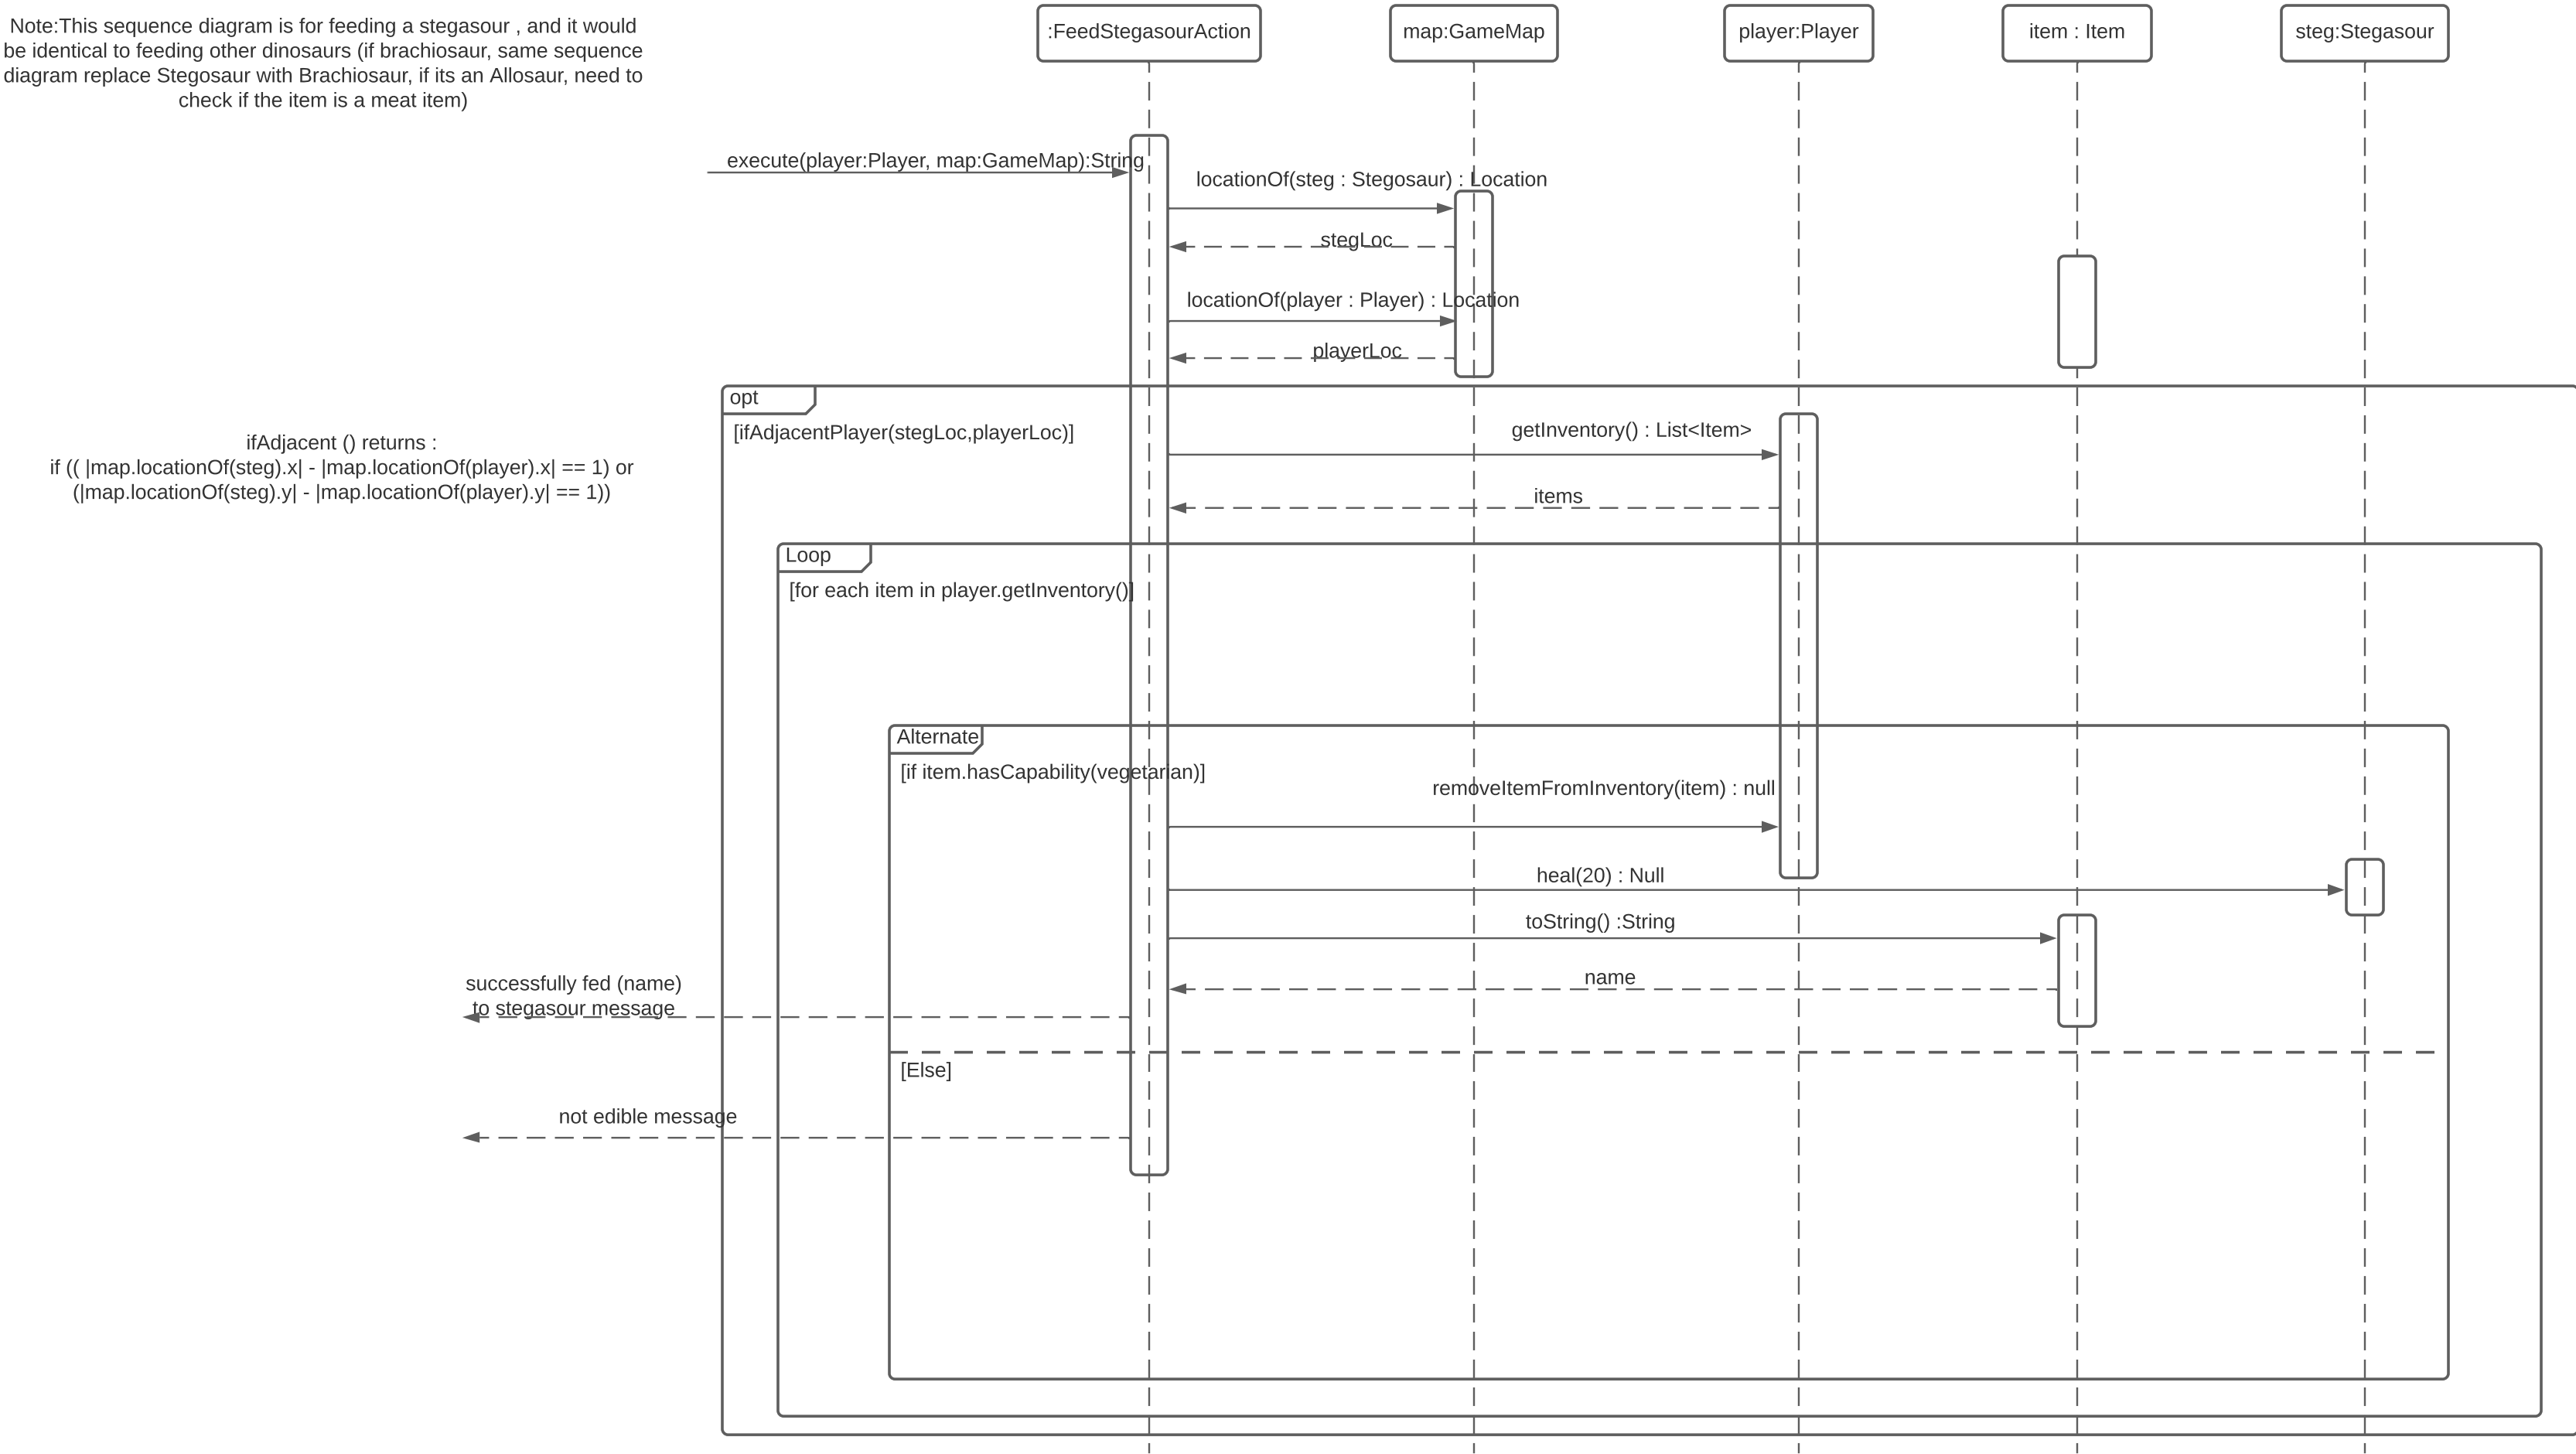 Note:This sequence diagram is for feeding a stegasour , and it would
be identical to feeding other dinosaurs (if brachiosaur, same sequence
diagram replace Stegosaur with Brachiosaur, if its an Allosaur, need to
check if the item is a meat item)
:FeedStegasourAction
map:GameMap
player:Player
item : Item
steg:Stegasour
execute(player:Player, map:GameMap):String
locationOf(steg : Stegosaur) : Location
stegLoc
locationOf(player : Player) : Location
playerLoc
opt
[ifAdjacentPlayer(stegLoc,playerLoc)]
getInventory() : List<Item>
ifAdjacent () returns :
if (( |map.locationOf(steg).x| - |map.locationOf(player).x| == 1) or
(|map.locationOf(steg).y| - |map.locationOf(player).y| == 1))
items
Loop
[for each item in player.getInventory()]
Alternate
[if item.hasCapability(vegetarian)]
removeItemFromInventory(item) : null
heal(20) : Null
toString() :String
name
successfully fed (name)
to stegasour message
[Else]
not edible message